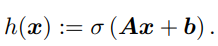 h(x) := σ (Ax + b) .